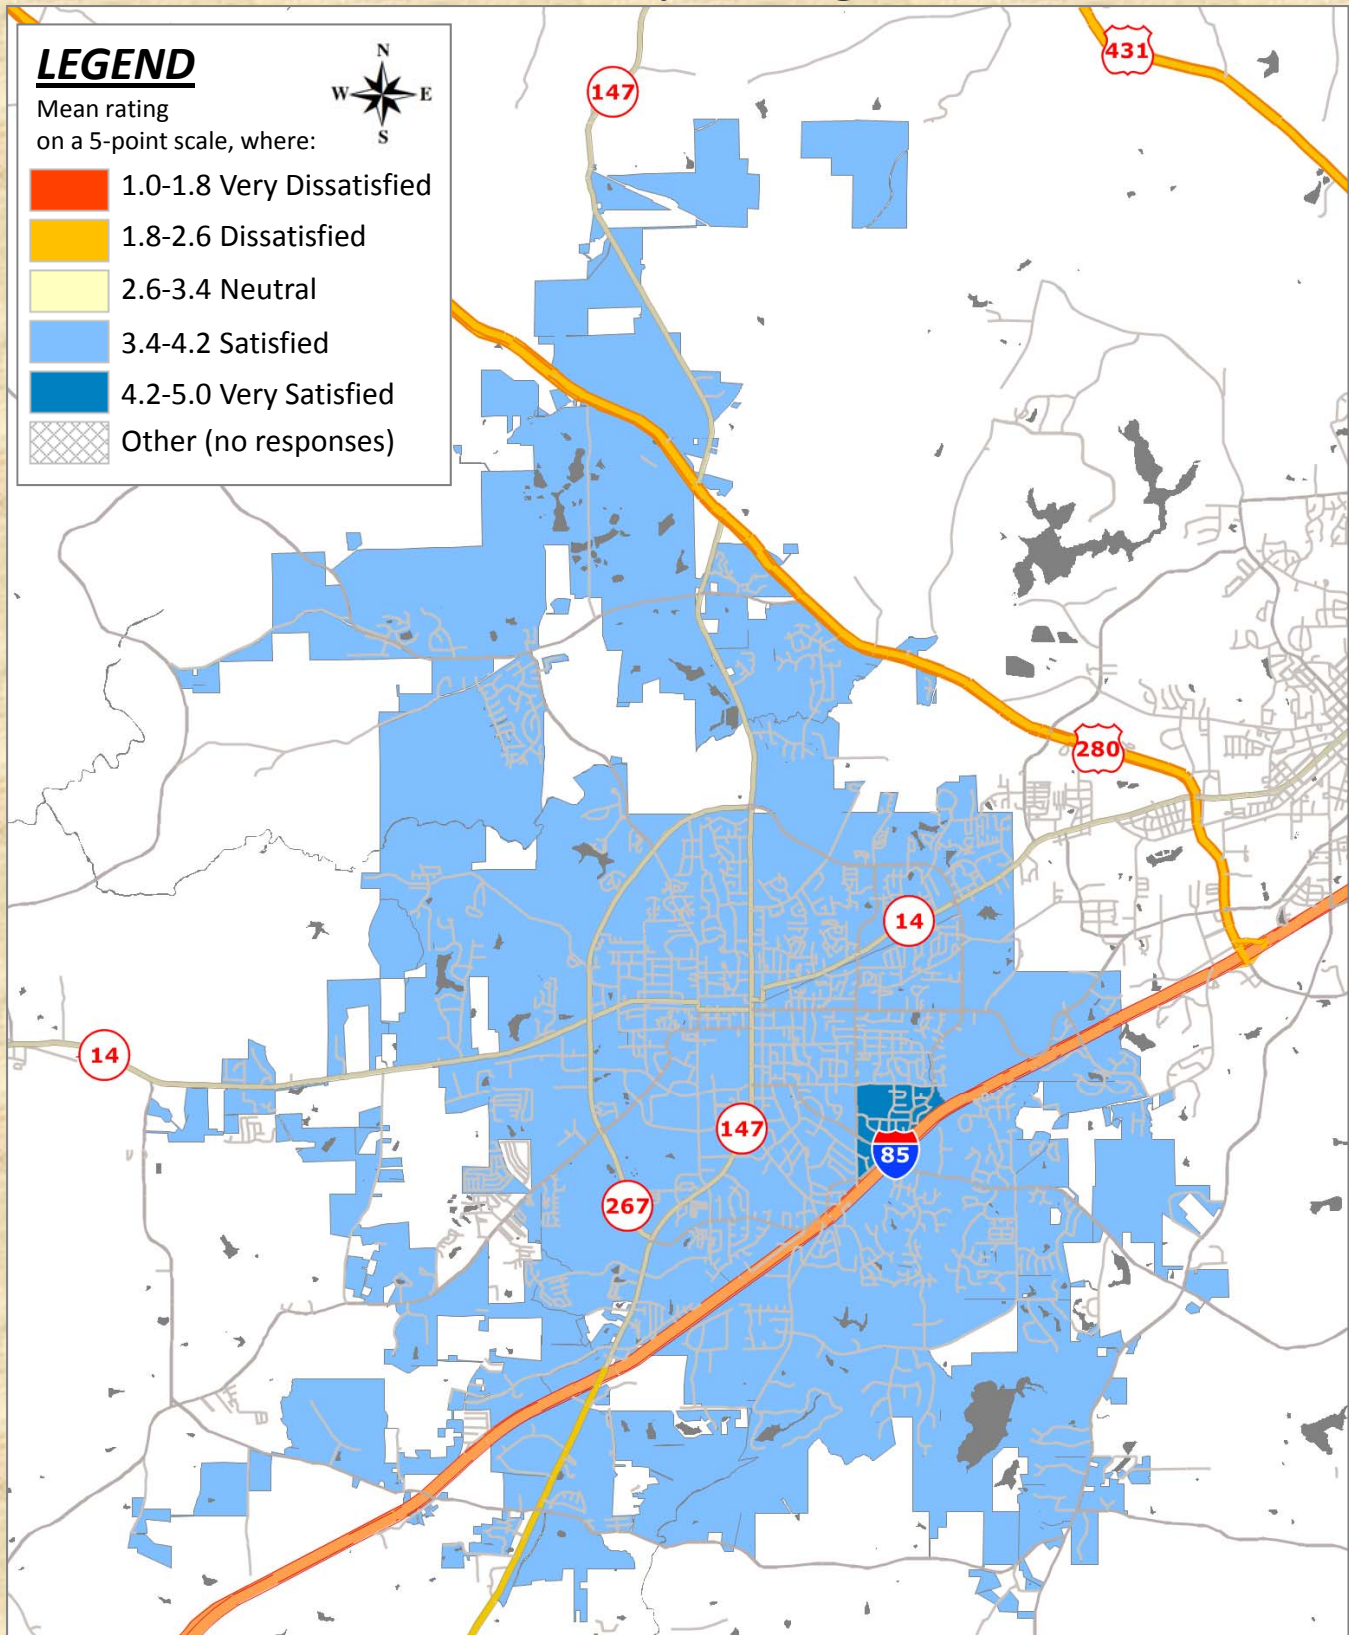 LEGEND
Mean rating
on a 5-point scale, where:
1.0-1.8 Very Dissatisfied
1.8-2.6 Dissatisfied
2.6-3.4 Neutral
3.4-4.2 Satisfied
4.2-5.0 Very Satisfied
Other (no responses)
N
W E
S
147
431
280
14
14
147
85
267